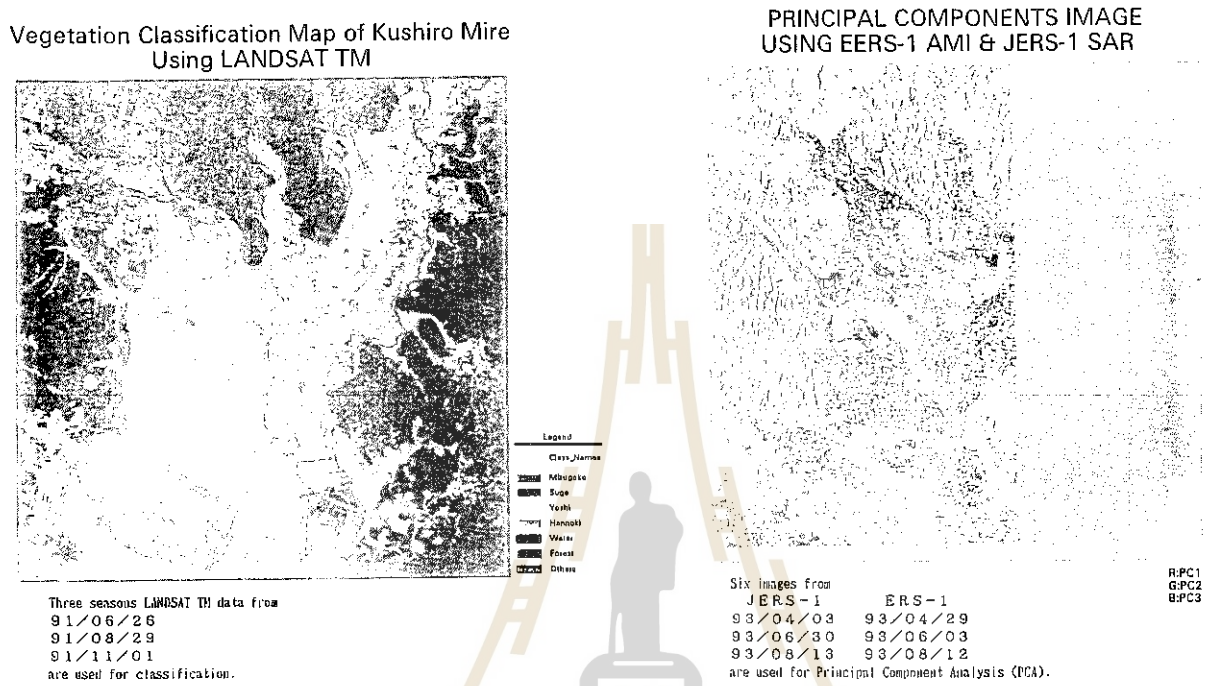 Vegetation Classification Map of Kushiro Mire
Using LANDSAT TM
Legend
Class_Names
Mizugoke
Suge
Yoshi
Hannoki
Water
Forest
Others
Three seasons LANDSAT TM data from
91/06/26
91/08/29
91/11/01
are used for classification.
PRINCIPAL COMPONENTS IMAGE
USING EERS-1 AMI & JERS-1 SAR
R:PC1
G:PC2
B:PC3
Six images from
JERS-1 ERS-1
93/04/03 93/04/29
93/06/30 93/06/03
93/08/13 93/08/12
are used for Principal Component Analysis (PCA).